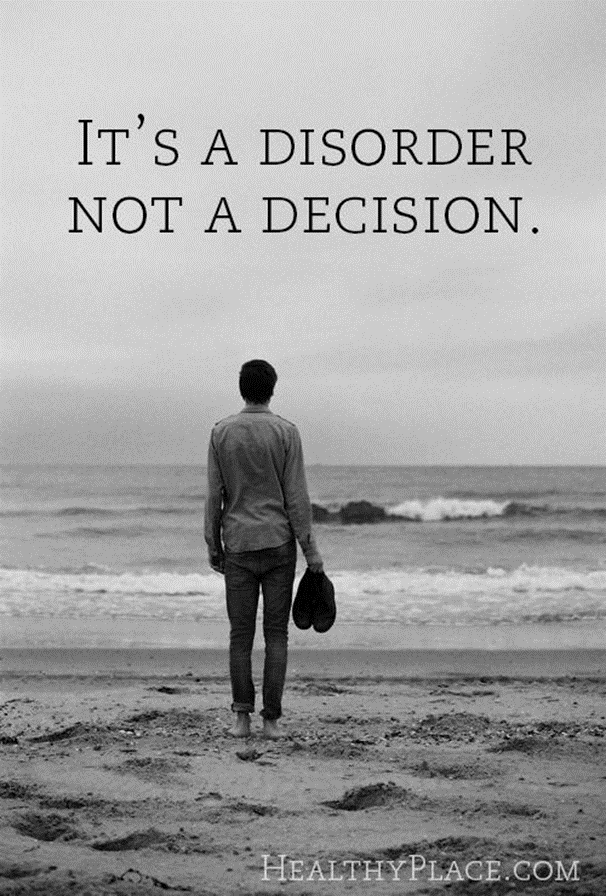 It's a disorder
not a decision.
HealthyPlace.com